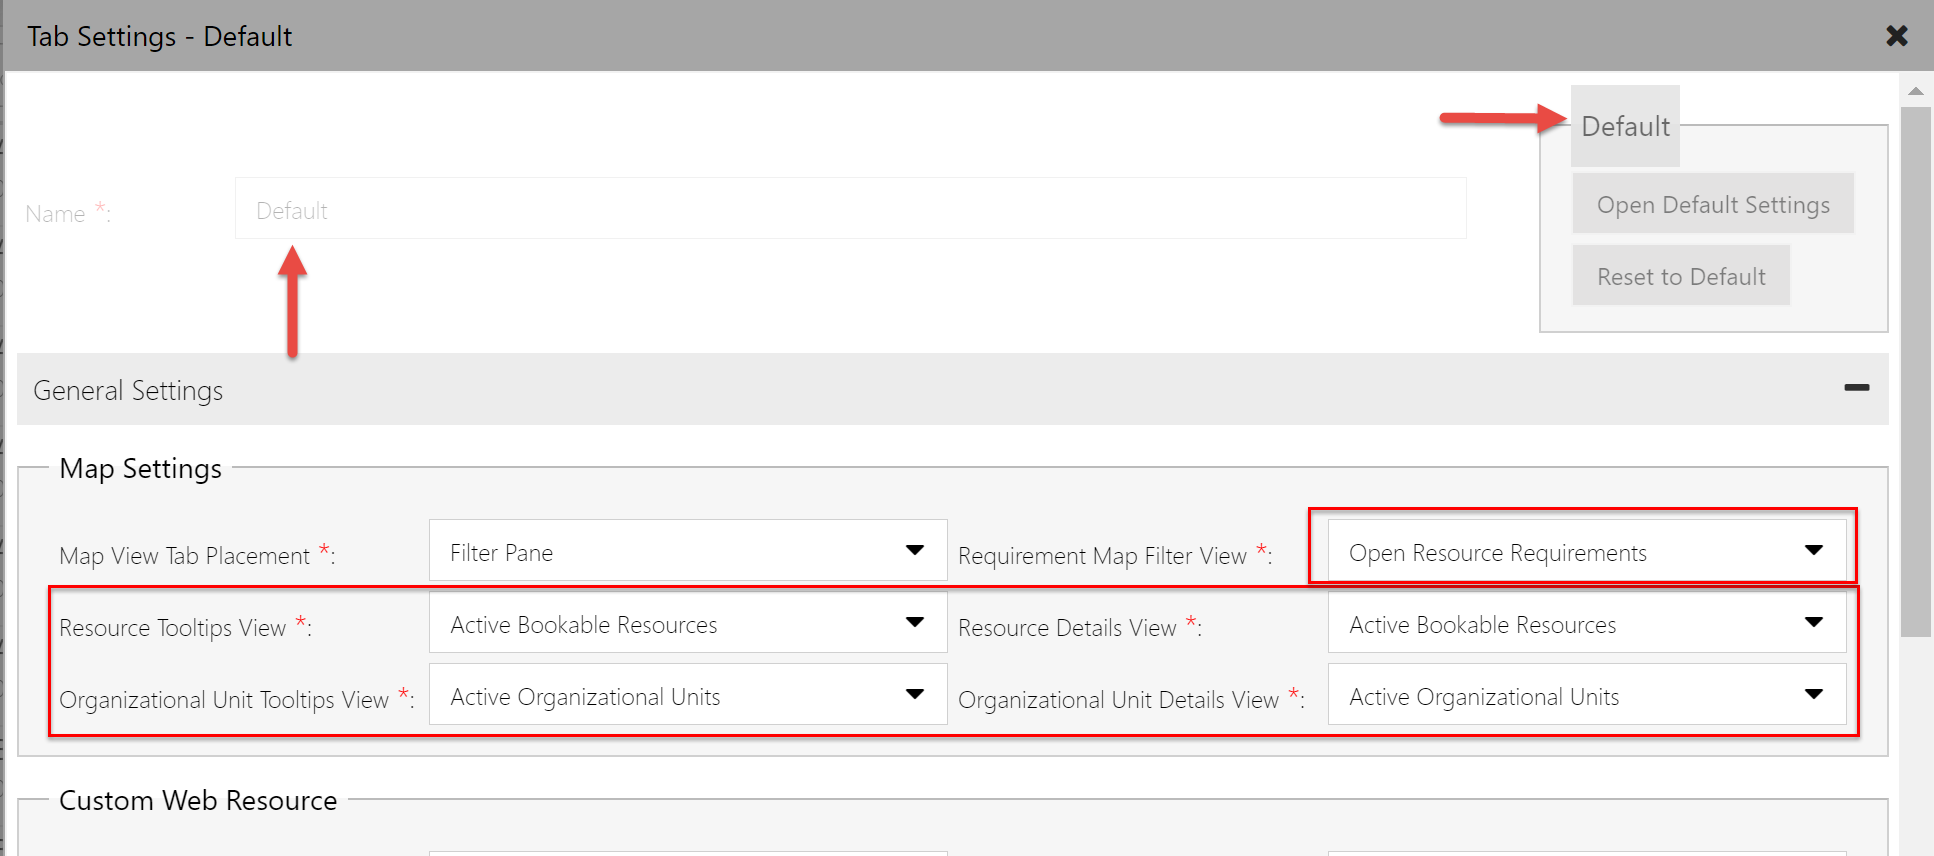 Tab Settings - Default
Default
Name *: Default
Open Default Settings
Reset to Default
General Settings
Map Settings
Map View Tab Placement *: Filter Pane Requirement Map Filter View *: Open Resource Requirements
Resource Tooltips View *: Active Bookable Resources Resource Details View *: Active Bookable Resources
Organizational Unit Tooltips View *: Active Organizational Units Organizational Unit Details View *: Active Organizational Units
Custom Web Resource